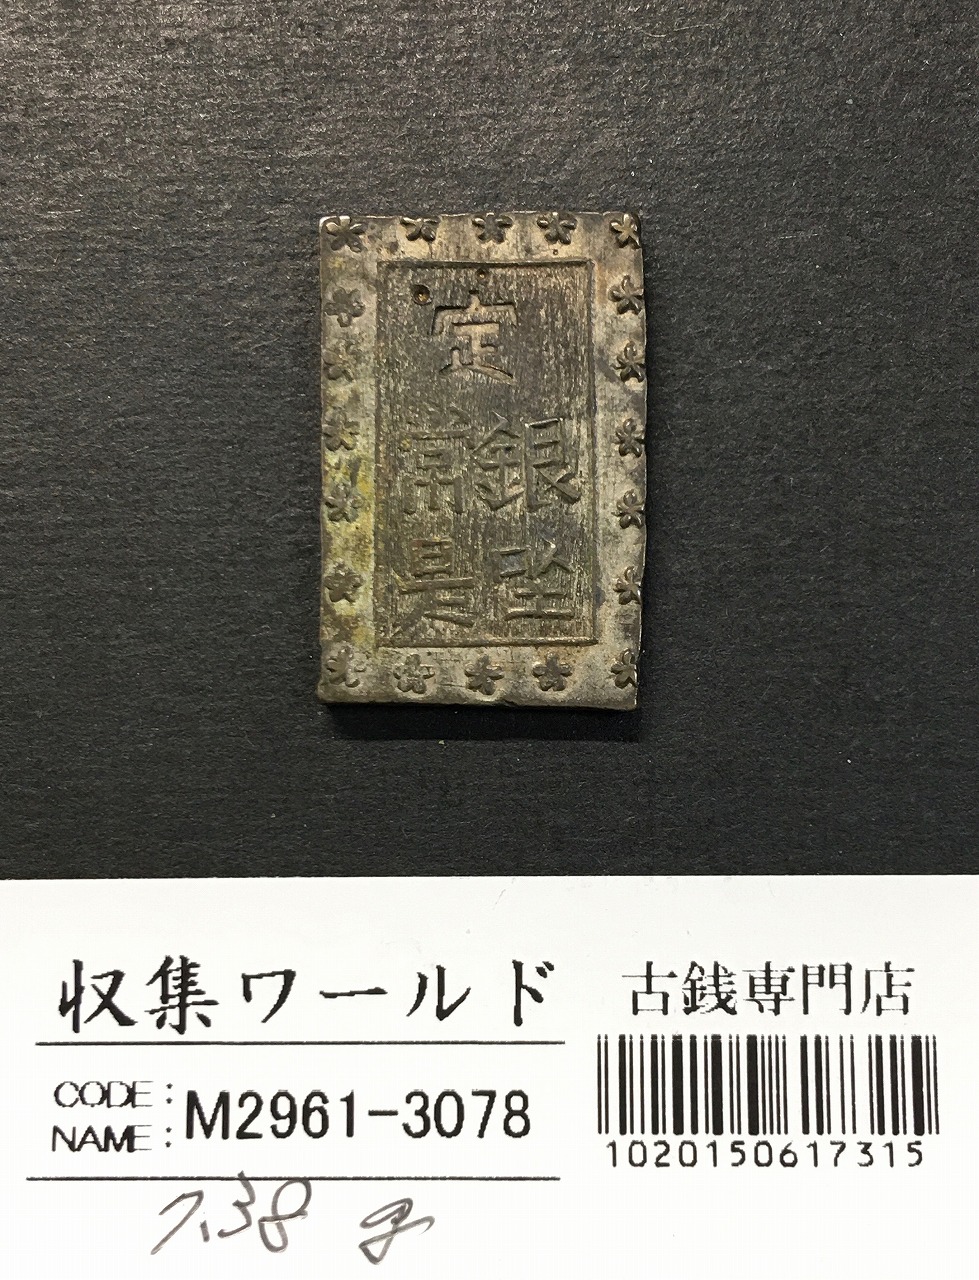 定
銀座
常是
収集ワールド 古銭専門店
CODE:
NAME: M2961-3078
1020150617315
7.38 g